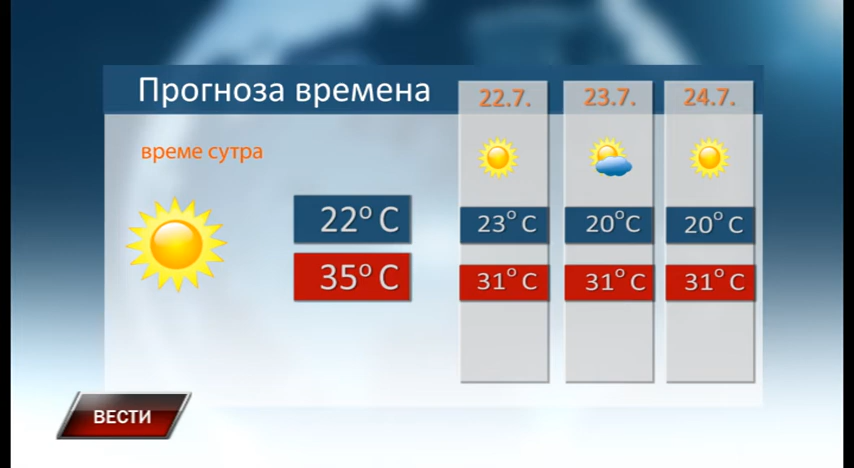 Прогноза времена
време сутра
22° C
35° C
22.7.
23.7.
24.7.
23° C
20°C
20° C
31° C
31° C
31° C
ВЕСТИ